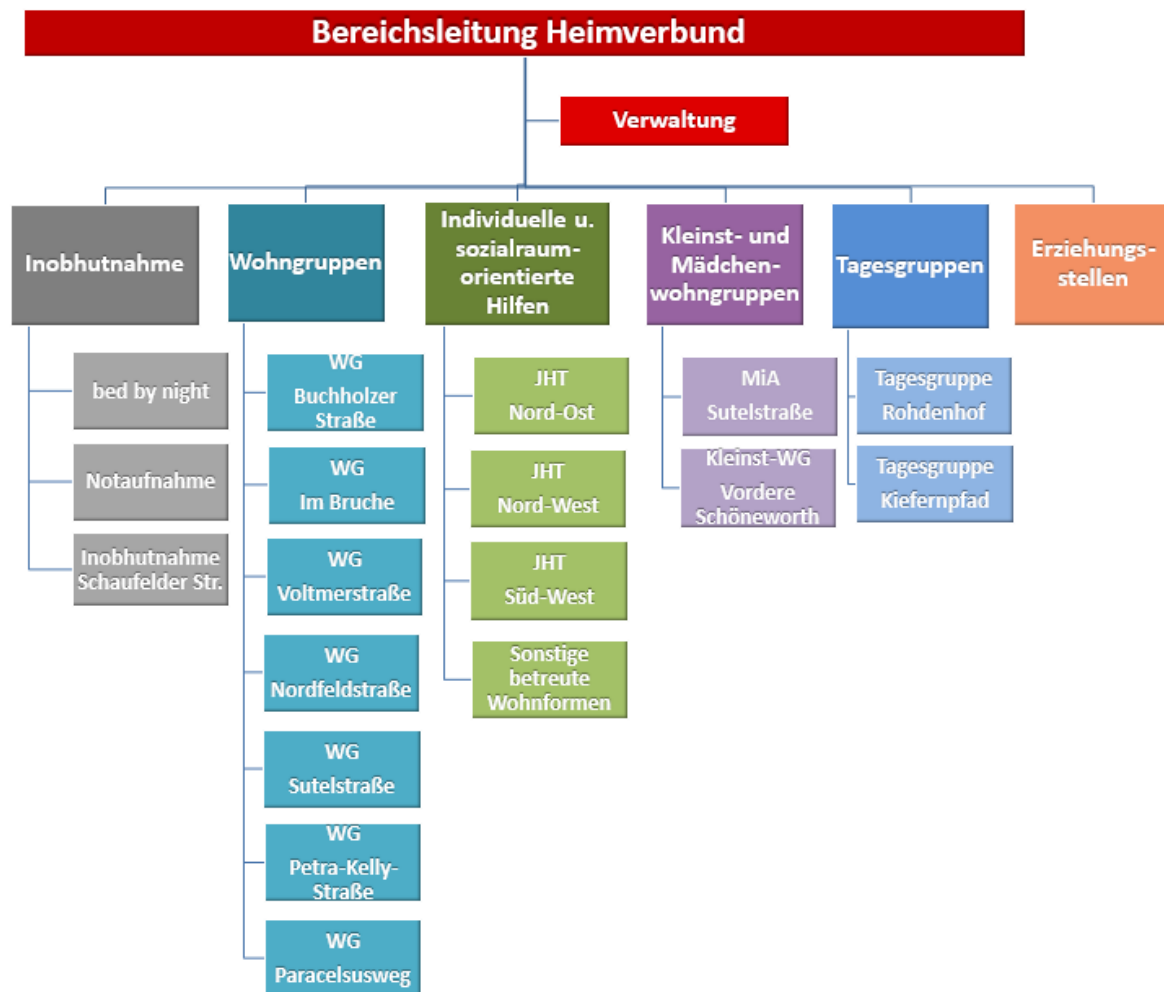 Bereichsleitung Heimverbund
Verwaltung
Inobhutnahme
Wohngruppen
Individuelle u.
sozialraum-
orientierte
Hilfen
Kleinst- und
Mädchen-
wohngruppen
Tagesgruppen
Erziehungs-
stellen
bed by night
Notaufnahme
Inobhutnahme
Schaufelder Str.
WG
Buchholzer
Straße
WG
Im Bruche
WG
Voltmerstraße
WG
Nordfeldstraße
WG
Sutelstraße
WG
Petra-Kelly-
Straße
WG
Paracelsusweg
JHT
Nord-Ost
JHT
Nord-West
JHT
Süd-West
Sonstige
betreute
Wohnformen
MiA
Sutelstraße
Kleinst-WG
Vordere
Schöneworth
Tagesgruppe
Rohdenhof
Tagesgruppe
Kiefernpfad